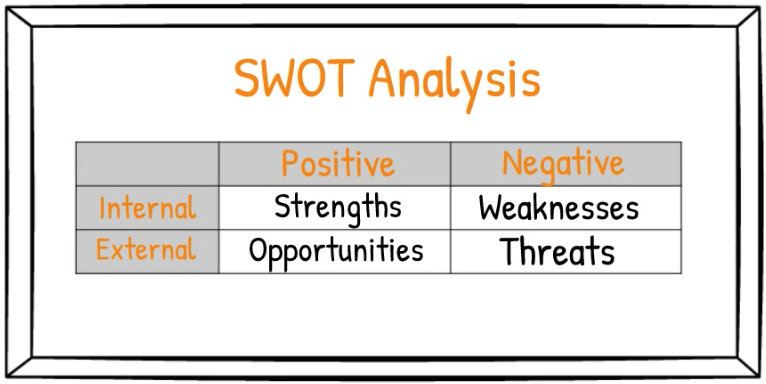 SWOT Analysis
Positive Negative
Internal Strengths Weaknesses
External Opportunities Threats